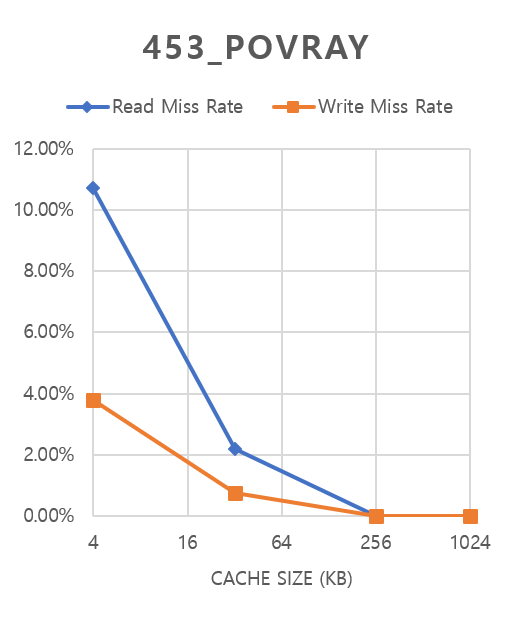 453_POVRAY
Read Miss Rate Write Miss Rate
12.00%
10.00%
8.00%
6.00%
4.00%
2.00%
0.00%
4 16 64 256 1024
CACHE SIZE (KB)